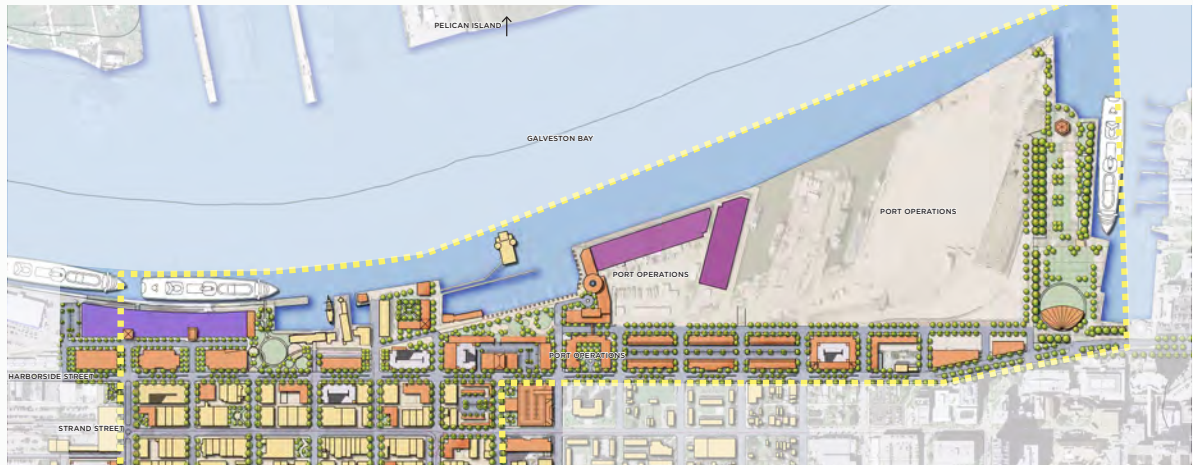 PELICAN ISLAND
GALVESTON BAY
PORT OPERATIONS
PORT OPERATIONS
PORT OPERATIONS
HARBORSIDE STREET
STRAND STREET